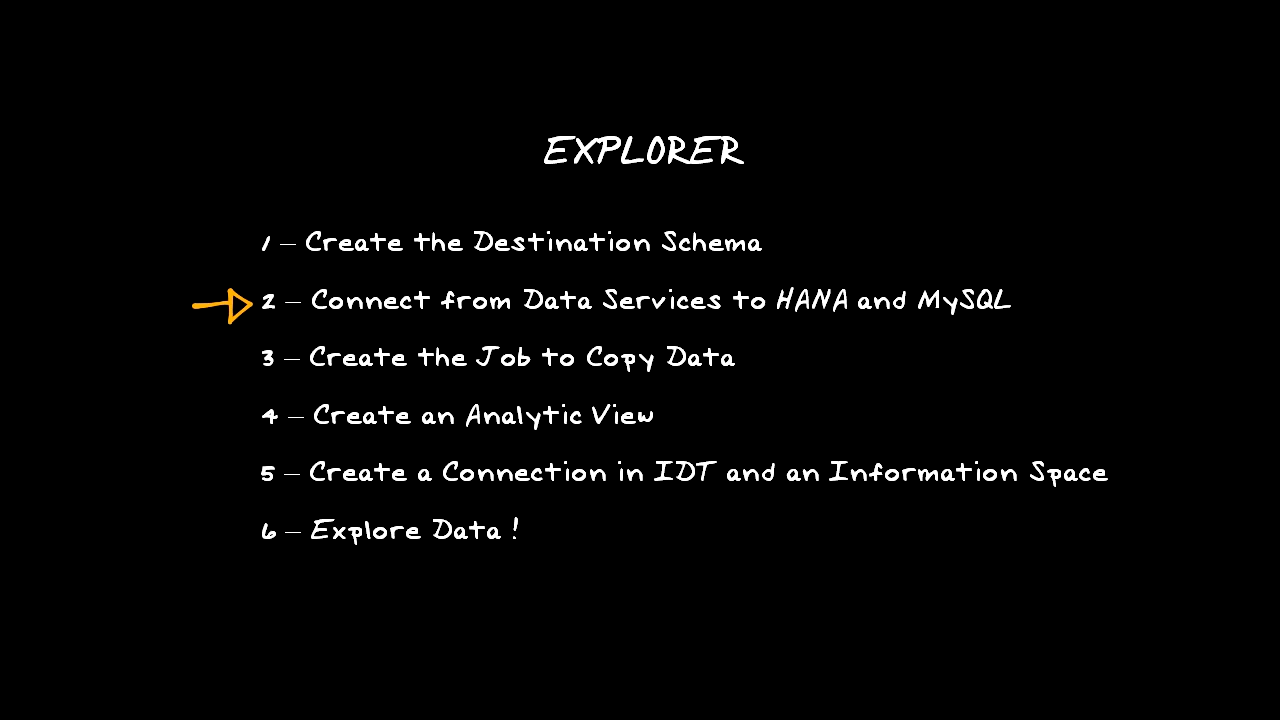 EXPLORER
1 – Create the Destination Schema
2 – Connect from Data Services to HANA and MySQL
3 – Create the Job to Copy Data
4 – Create an Analytic View
5 – Create a Connection in IDT and an Information Space
6 – Explore Data !